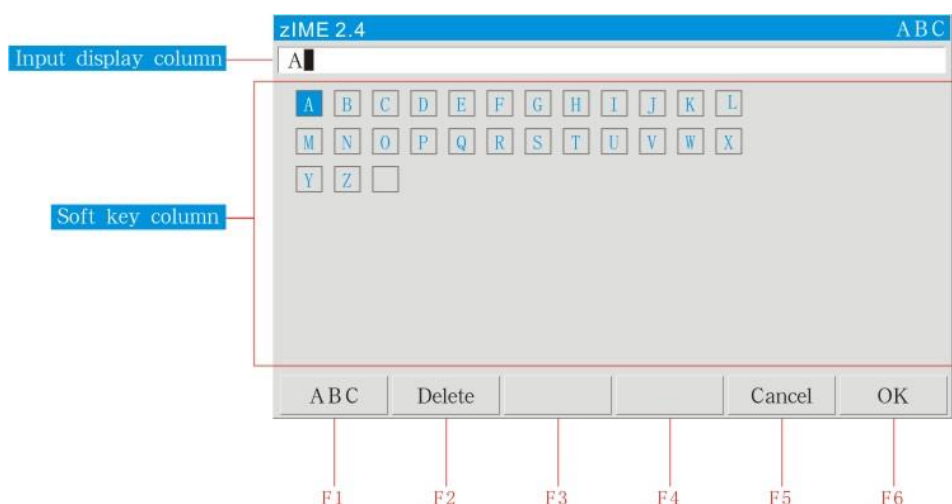 zIME 2.4 ABC
Input display column
A
A B C D E F G H I J K L
M N O P Q R S T U V W X
Y Z
Soft key column
ABC Delete Cancel OK
F1 F2 F3 F4 F5 F6